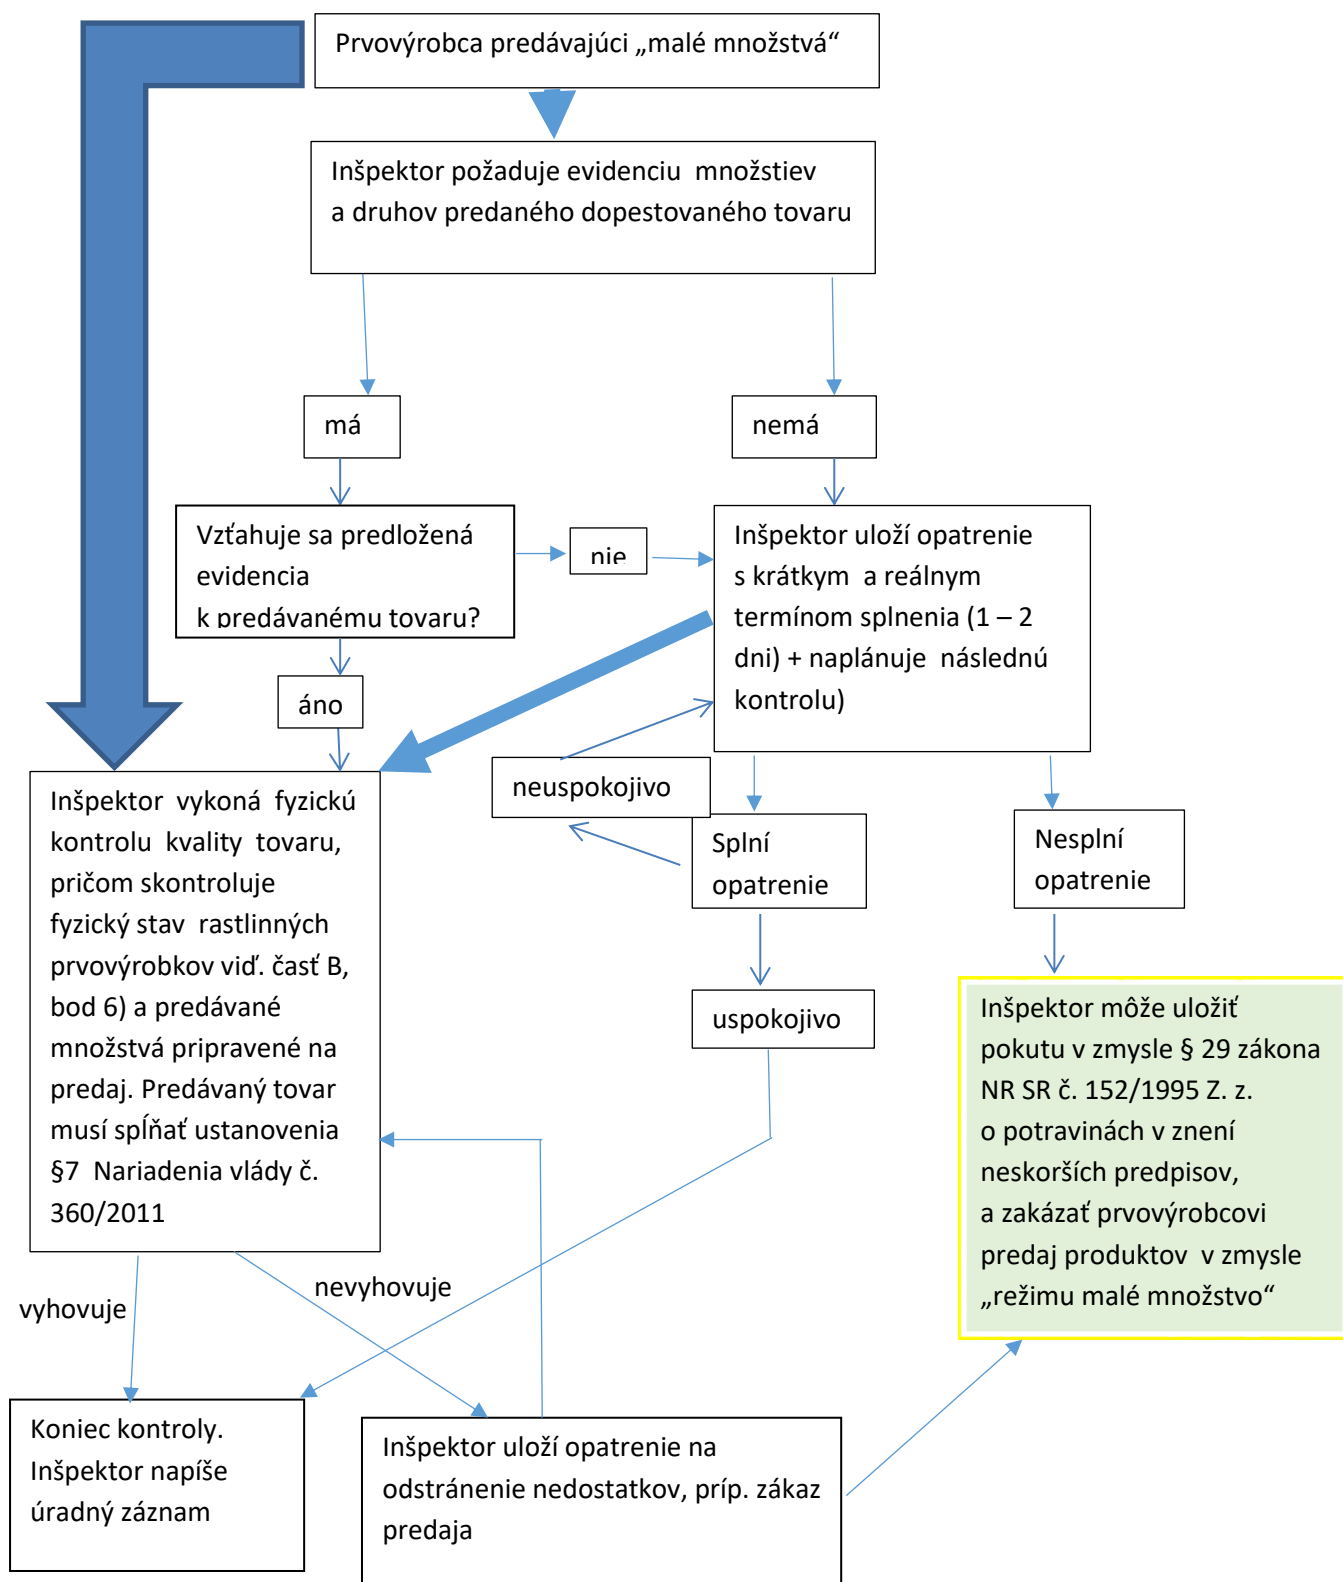 Prvovýrobca predávajúci „malé množstvá“
Inšpektor požaduje evidenciu množstiev
a druhov predaného dopestovaného tovaru
má
nemá
Vzťahuje sa predložená
evidencia
k predávanému tovaru?
nie
Inšpektor uloží opatrenie
s krátkym a reálnym
termínom splnenia (1 – 2
dni) + naplánuje následnú
kontrolu)
áno
neuspokojivo
Splní
opatrenie
Nesplní
opatrenie
Inšpektor vykoná fyzickú
kontrolu kvality tovaru,
pričom skontroluje
fyzický stav rastlinných
prvovýrobkov viď. časť B,
bod 6) a predávané
množstvá pripravené na
predaj. Predávaný tovar
musí spĺňať ustanovenia
§7 Nariadenia vlády č.
360/2011
uspokojivo
Inšpektor môže uložiť
pokutu v zmysle § 29 zákona
NR SR č. 152/1995 Z. z.
o potravinách v znení
neskorších predpisov,
a zakázať prvovýrobcovi
predaj produktov v zmysle
„režimu malé množstvo“
vyhovuje
nevyhovuje
Koniec kontroly.
Inšpektor napíše
úradný záznam
Inšpektor uloží opatrenie na
odstránenie nedostatkov, príp. zákaz
predaja